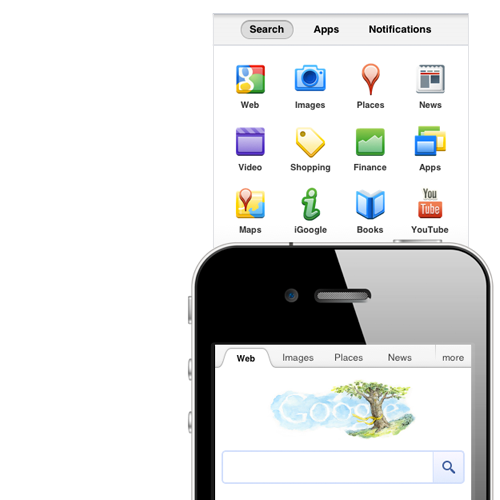 Search Apps Notifications
Web Images Places News
Video Shopping Finance Apps
Maps iGoogle Books You
Tube
YouTube
Web Images Places News more
Google